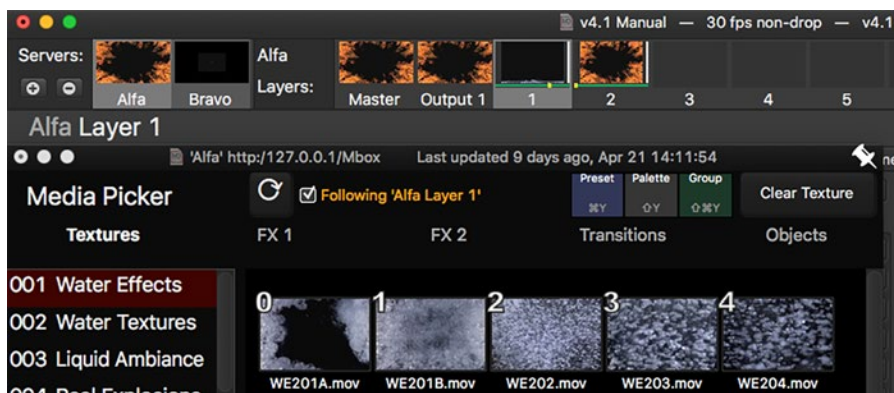 v4.1 Manual — 30 fps non-drop — v4.1
Servers:
Alfa
Bravo
Alfa
Layers:
Master
Output 1
1
2
3
4
5
Alfa Layer 1
'Alfa' http://127.0.0.1/Mbox Last updated 9 days ago, Apr 21 14:11:54
Media Picker
Following 'Alfa Layer 1'
Preset
⌘Y
Palette
⇧Y
Group
⇧⌘Y
Clear Texture
Textures
FX 1
FX 2
Transitions
Objects
001 Water Effects
002 Water Textures
003 Liquid Ambiance
0
1
2
3
4
WE201A.mov
WE201B.mov
WE202.mov
WE203.mov
WE204.mov